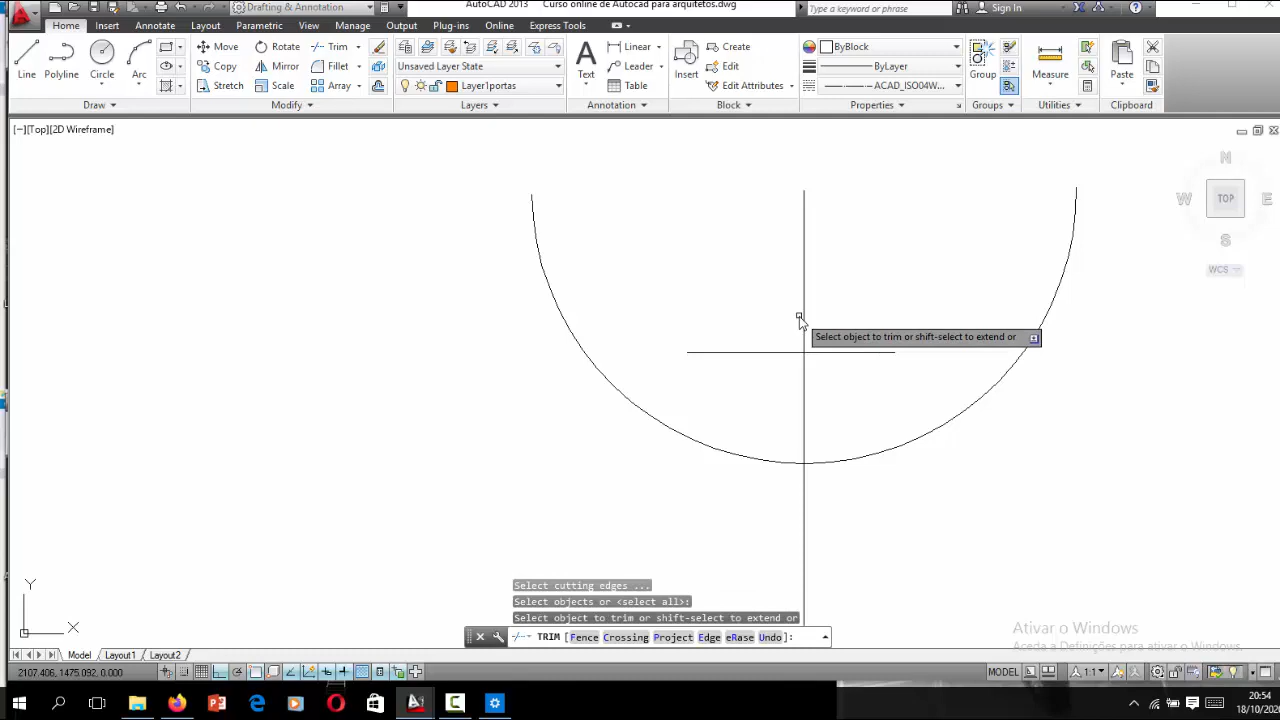 AutoCAD 2013 Curso online de Autocad para arquitetos.dwg
Drafting & Annotation
Type a keyword or phrase
Sign In
Home Insert Annotate Layout Parametric View Manage Output Plug-ins Online Express Tools
Line Polyline Circle Arc
Move Rotate Trim
Copy Mirror Fillet
Stretch Scale Array
Unsaved Layer State
Layer1portas
Text
Linear
Leader
Table
Insert
Create
Edit
Edit Attributes
ByBlock
ByLayer
ACAD_ISO04W...
Group
Measure
Paste
Draw Modify Layers Annotation Block Properties Groups Utilities Clipboard
[−][Top][2D Wireframe]
N
W TOP E
S
WCS
Select object to trim or shift-select to extend or
Y
X
Select cutting edges ...
Select objects or <select all>:
Select object to trim or shift-select to extend or
TRIM [Fence Crossing Project Edge eRase Undo]:
Ativar o Windows
Aceda a Definições para ativar o Windows.
Model Layout1 Layout2
2107.406, 1475.092, 0.000
MODEL
1:1
20:54
18/10/2020